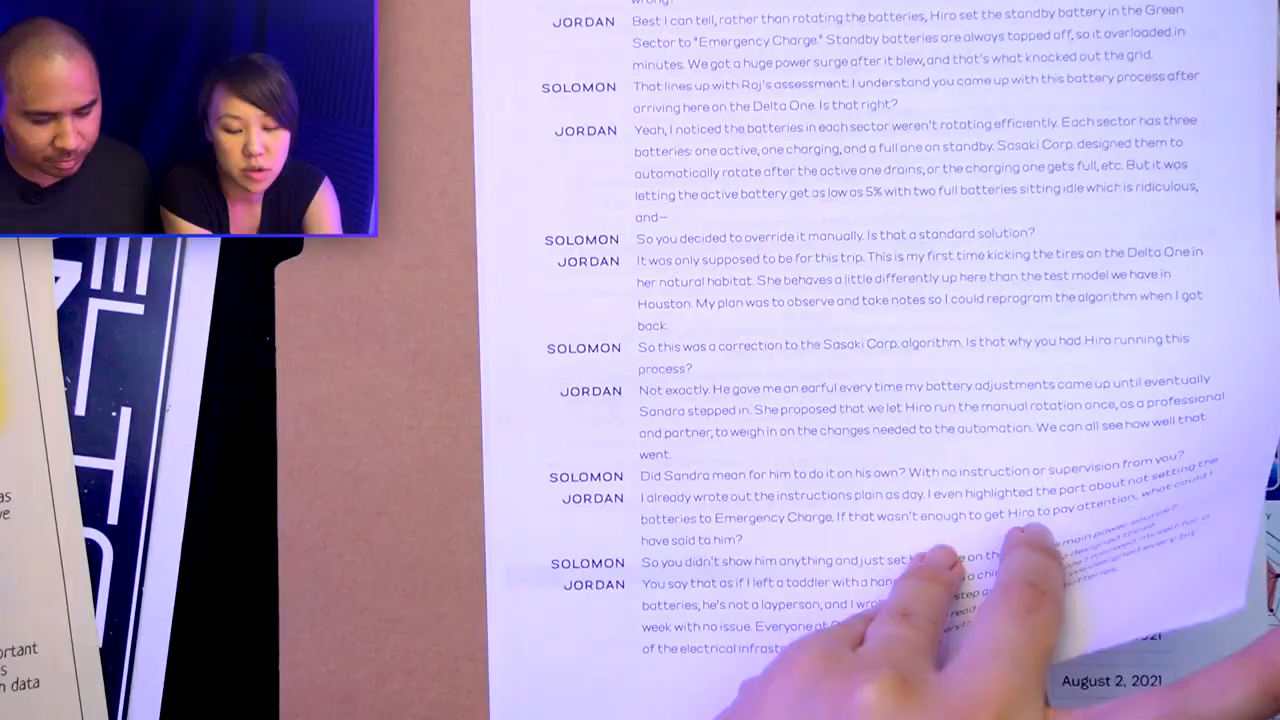 wrong?
JORDAN Best I can tell, rather than rotating the batteries, Hiro set the standby battery in the Green
Sector to "Emergency Charge." Standby batteries are always topped off, so it overloaded in
minutes. We got a huge power surge after it blew, and that's what knocked out the grid.
SOLOMON That lines up with Raj's assessment. I understand you came up with this battery process after
arriving here on the Delta One. Is that right?
JORDAN Yeah, I noticed the batteries in each sector weren't rotating efficiently. Each sector has three
batteries: one active, one charging, and a full one on standby. Sasaki Corp. designed them to
automatically rotate after the active one drains, or the charging one gets full, etc. But it was
letting the active battery get as low as 5% with two full batteries sitting idle which is ridiculous,
and—
SOLOMON So you decided to override it manually. Is that a standard solution?
JORDAN It was only supposed to be for this trip. This is my first time kicking the tires on the Delta One in
her natural habitat. She behaves a little differently up here than the test model we have in
Houston. My plan was to observe and take notes so I could reprogram the algorithm when I got
back.
SOLOMON So this was a correction to the Sasaki Corp. algorithm. Is that why you had Hiro running this
process?
JORDAN Not exactly. He gave me an earful every time my battery adjustments came up until eventually
Sandra stepped in. She proposed that we let Hiro run the manual rotation once, as a professional
and partner, to weigh in on the changes needed to the automation. We can all see how well that
went.
SOLOMON Did Sandra mean for him to do it on his own? With no instruction or supervision from you?
JORDAN I already wrote out the instructions plain as day. I even highlighted the part about not setting the
batteries to Emergency Charge. If that wasn't enough to get Hiro to pay attention, what could I
have said to him?
SOLOMON So you didn't show him anything and just set on the main power source?
JORDAN You say that as if I left a toddler with a designed those
batteries, he's not a layperson, and I step
week with no issue. Everyone at read designed every bit
of the electrical batteries.
August 2, 2021
ortant
data